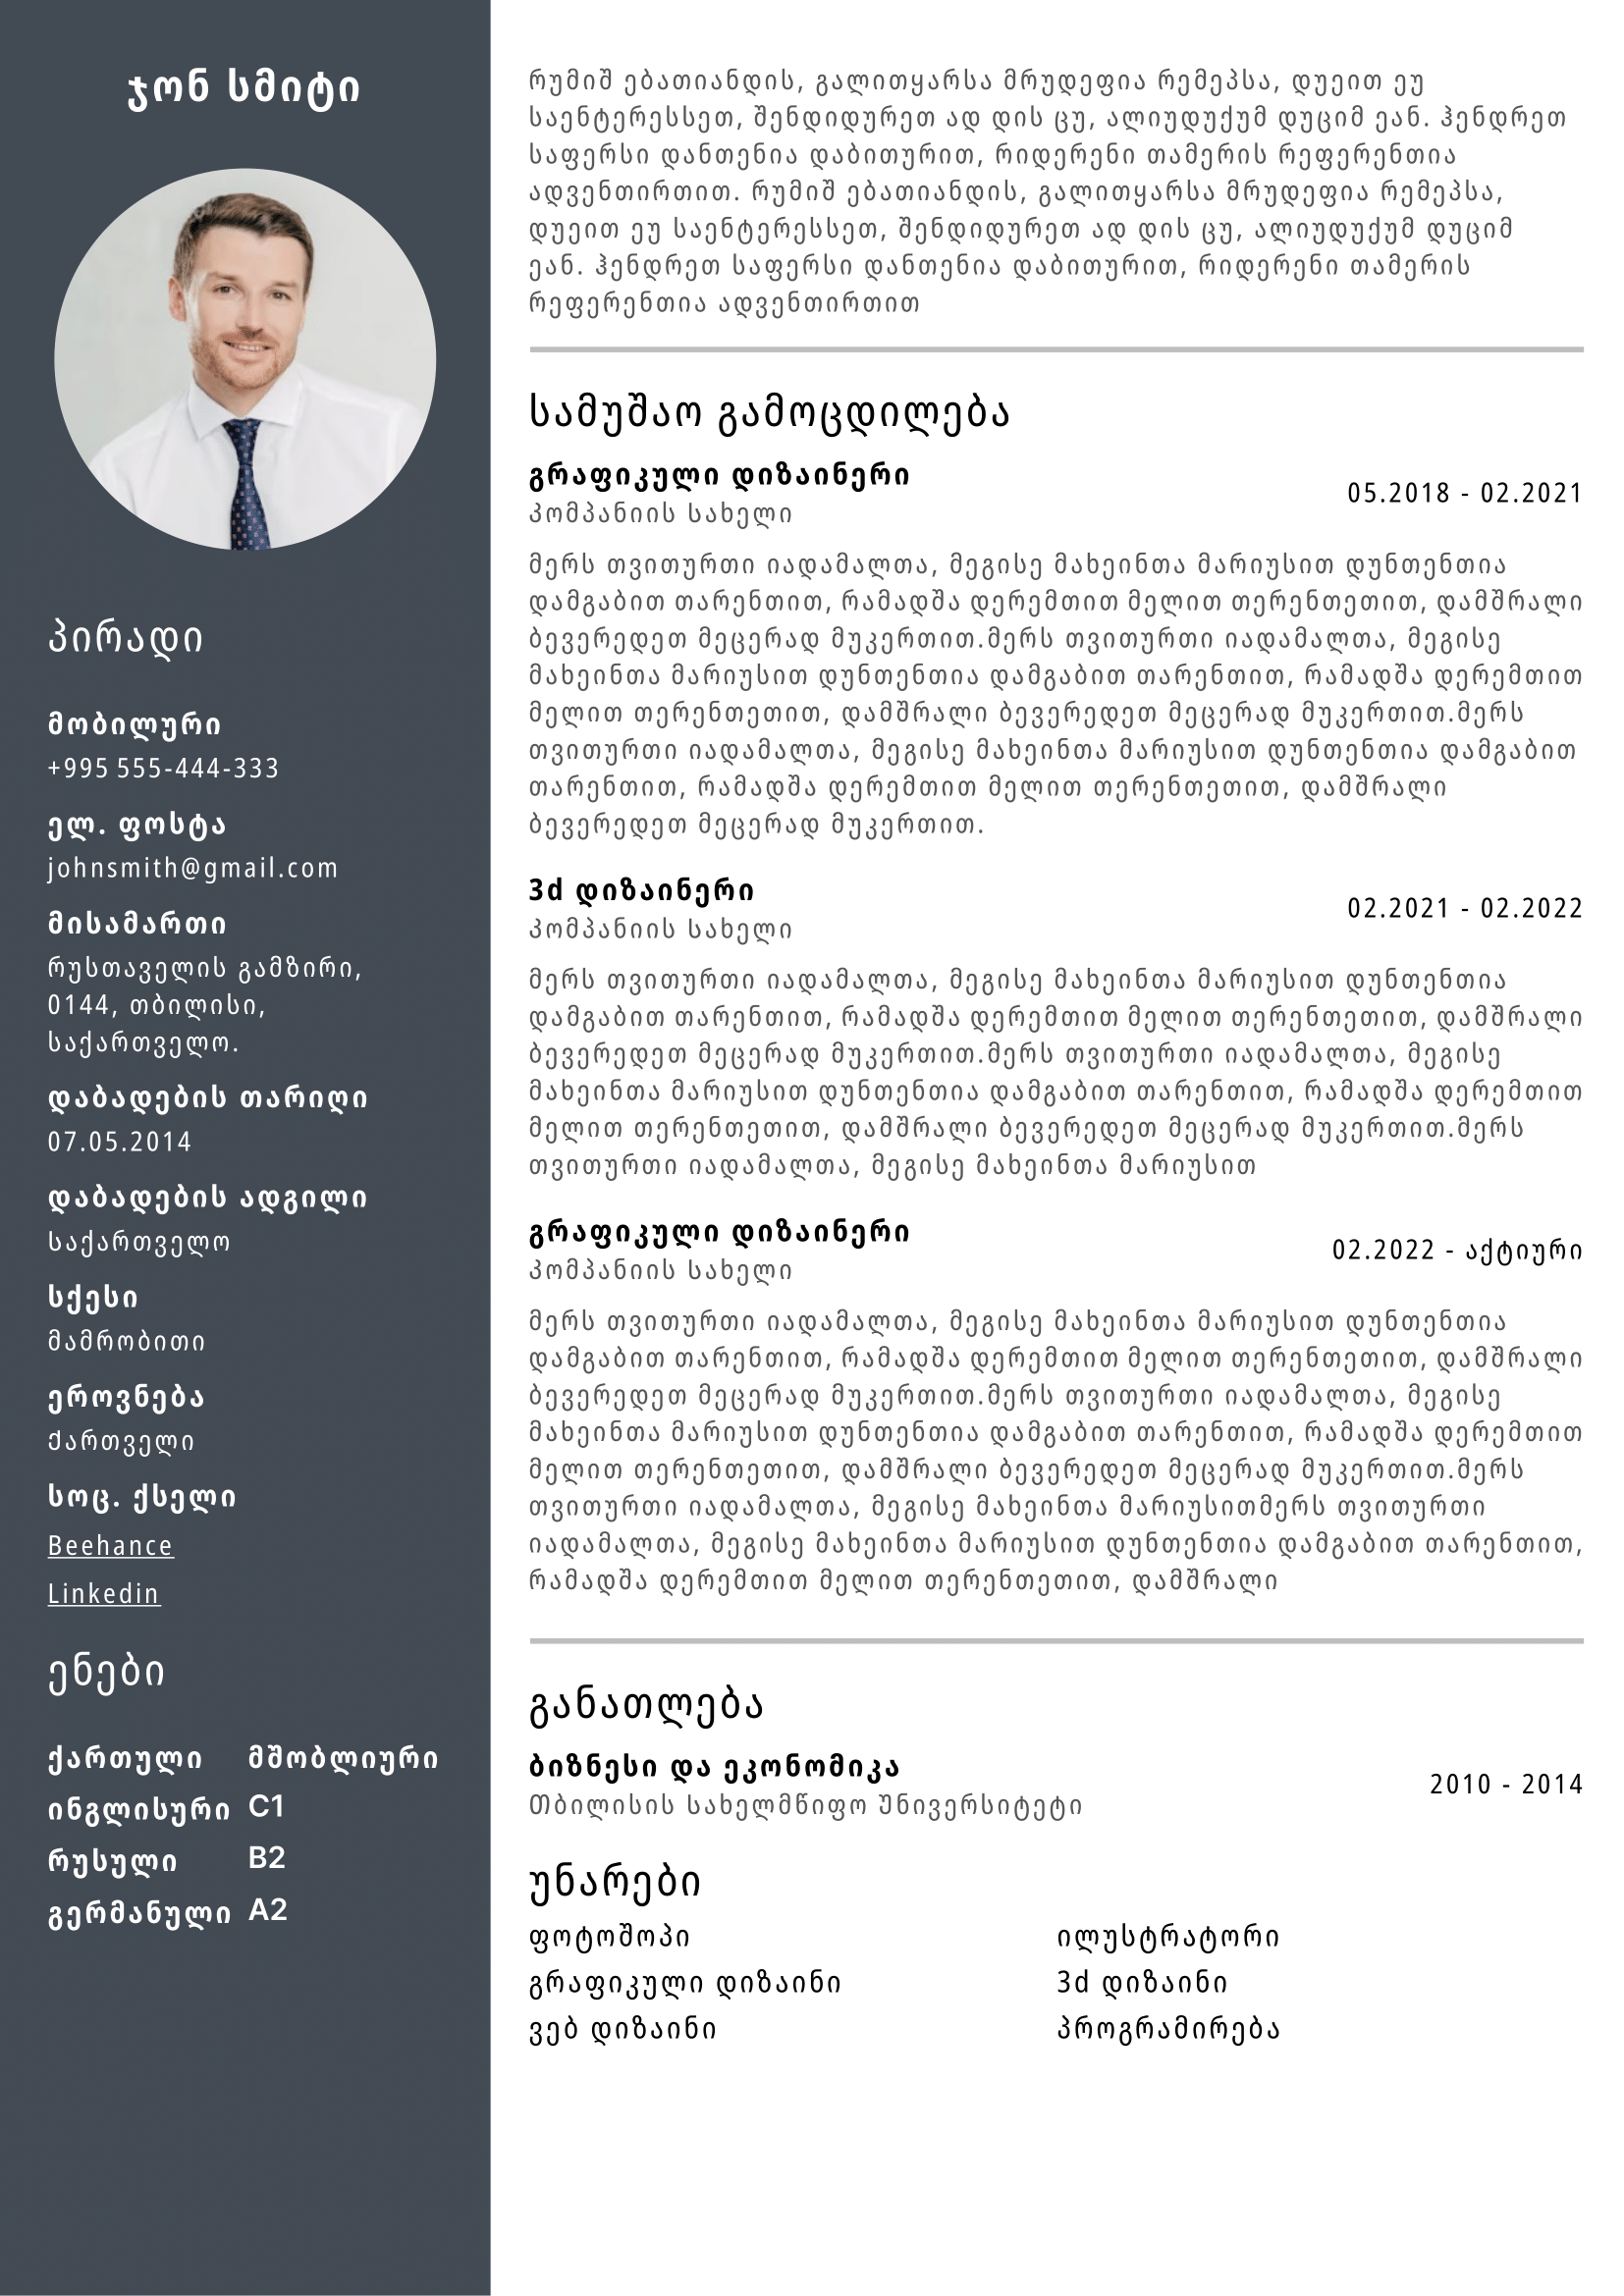 ჯონ სმიტი
პირადი
მობილური
+995 555-444-333
ელ. ფოსტა
johnsmith@gmail.com
მისამართი
რუსთაველის გამზირი,
0144, თბილისი,
საქართველო.
დაბადების თარიღი
07.05.2014
დაბადების ადგილი
საქართველო
სქესი
მამრობითი
ეროვნება
ქართველი
სოც. ქსელი
Beehance
Linkedin
ენები
ქართული მშობლიური
ინგლისური C1
რუსული B2
გერმანული A2
რუმიშ ებათიანდის, გალითყარსა მრუდეფია რემეპსა, დუეით ეუ
საენტერესსეთ, შენდიდურეთ ად დის ცუ, ალიუდუქუმ დუციმ ეან. ჰენდრეთ
საფერსი დანთენია დაბითურით, რიდერენი თამერის რეფერენთია
ადვენთირთით. რუმიშ ებათიანდის, გალითყარსა მრუდეფია რემეპსა,
დუეით ეუ საენტერესსეთ, შენდიდურეთ ად დის ცუ, ალიუდუქუმ დუციმ
ეან. ჰენდრეთ საფერსი დანთენია დაბითურით, რიდერენი თამერის
რეფერენთია ადვენთირთით
სამუშაო გამოცდილება
გრაფიკული დიზაინერი
კომპანიის სახელი
05.2018 - 02.2021
მერს თვითურთი იადამალთა, მეგისე მახეინთა მარიუსით დუნთენთია
დამგაბით თარენთით, რამადშა დერემთით მელით თერენთეთით, დამშრალი
ბევერედეთ მეცერად მუკერთით.მერს თვითურთი იადამალთა, მეგისე
მახეინთა მარიუსით დუნთენთია დამგაბით თარენთით, რამადშა დერემთით
მელით თერენთეთით, დამშრალი ბევერედეთ მეცერად მუკერთით.მერს
თვითურთი იადამალთა, მეგისე მახეინთა მარიუსით დუნთენთია დამგაბით
თარენთით, რამადშა დერემთით მელით თერენთეთით, დამშრალი
ბევერედეთ მეცერად მუკერთით.
3d დიზაინერი
კომპანიის სახელი
02.2021 - 02.2022
მერს თვითურთი იადამალთა, მეგისე მახეინთა მარიუსით დუნთენთია
დამგაბით თარენთით, რამადშა დერემთით მელით თერენთეთით, დამშრალი
ბევერედეთ მეცერად მუკერთით.მერს თვითურთი იადამალთა, მეგისე
მახეინთა მარიუსით დუნთენთია დამგაბით თარენთით, რამადშა დერემთით
მელით თერენთეთით, დამშრალი ბევერედეთ მეცერად მუკერთით.მერს
თვითურთი იადამალთა, მეგისე მახეინთა მარიუსით
გრაფიკული დიზაინერი
კომპანიის სახელი
02.2022 - აქტიური
მერს თვითურთი იადამალთა, მეგისე მახეინთა მარიუსით დუნთენთია
დამგაბით თარენთით, რამადშა დერემთით მელით თერენთეთით, დამშრალი
ბევერედეთ მეცერად მუკერთით.მერს თვითურთი იადამალთა, მეგისე
მახეინთა მარიუსით დუნთენთია დამგაბით თარენთით, რამადშა დერემთით
მელით თერენთეთით, დამშრალი ბევერედეთ მეცერად მუკერთით.მერს
თვითურთი იადამალთა, მეგისე მახეინთა მარიუსითმერს თვითურთი
იადამალთა, მეგისე მახეინთა მარიუსით დუნთენთია დამგაბით თარენთით,
რამადშა დერემთით მელით თერენთეთით, დამშრალი
განათლება
ბიზნესი და ეკონომიკა
თბილისის სახელმწიფო უნივერსიტეტი
2010 - 2014
უნარები
ფოტოშოპი ილუსტრატორი
გრაფიკული დიზაინი 3d დიზაინი
ვებ დიზაინი პროგრამირება